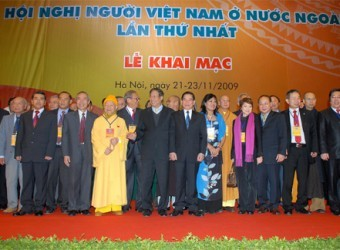 HỘI NGHỊ NGƯỜI VIỆT NAM Ở NƯỚC NGOÀI
LẦN THỨ NHẤT
LỄ KHAI MẠC
Hà Nội, ngày 21-23/11/2009